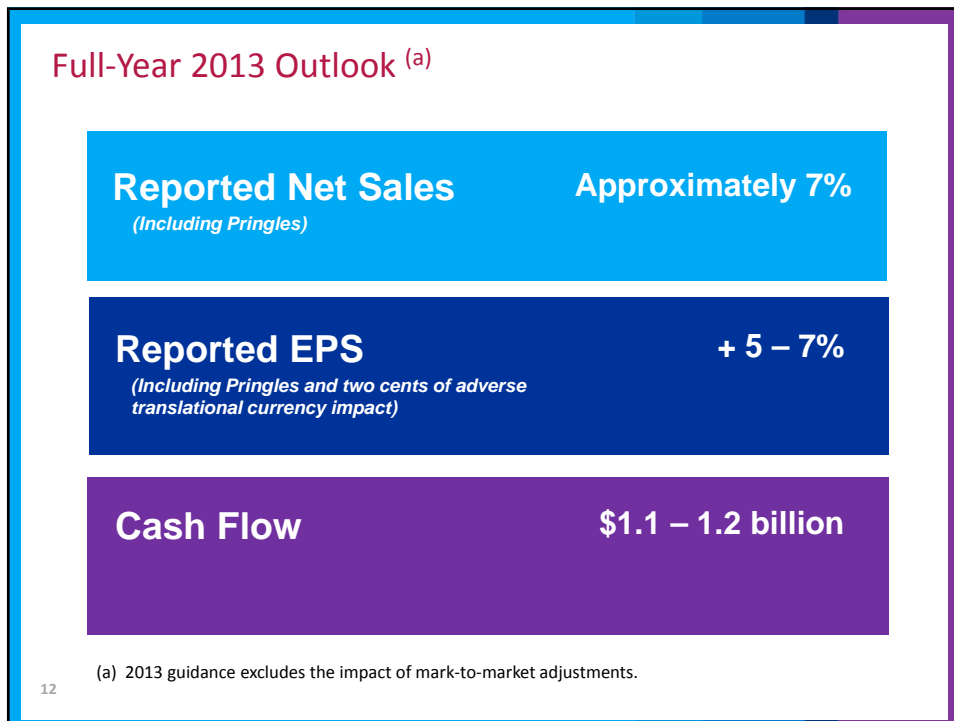 Full-Year 2013 Outlook (a)
Reported Net Sales Approximately 7%
(Including Pringles)
Reported EPS + 5 – 7%
(Including Pringles and two cents of adverse
translational currency impact)
Cash Flow $1.1 – 1.2 billion
(a) 2013 guidance excludes the impact of mark-to-market adjustments.
12